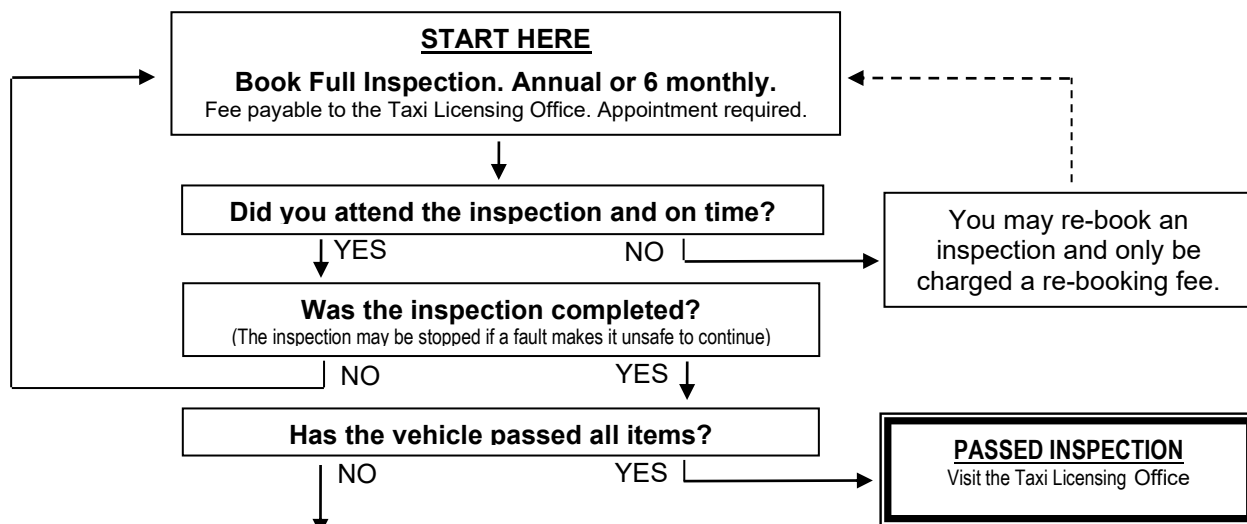 START HERE
Book Full Inspection. Annual or 6 monthly.
Fee payable to the Taxi Licensing Office. Appointment required.
Did you attend the inspection and on time?
YES
NO
You may re-book an
inspection and only be
charged a re-booking fee.
Was the inspection completed?
(The inspection may be stopped if a fault makes it unsafe to continue)
NO
YES
Has the vehicle passed all items?
NO
YES
PASSED INSPECTION
Visit the Taxi Licensing Office